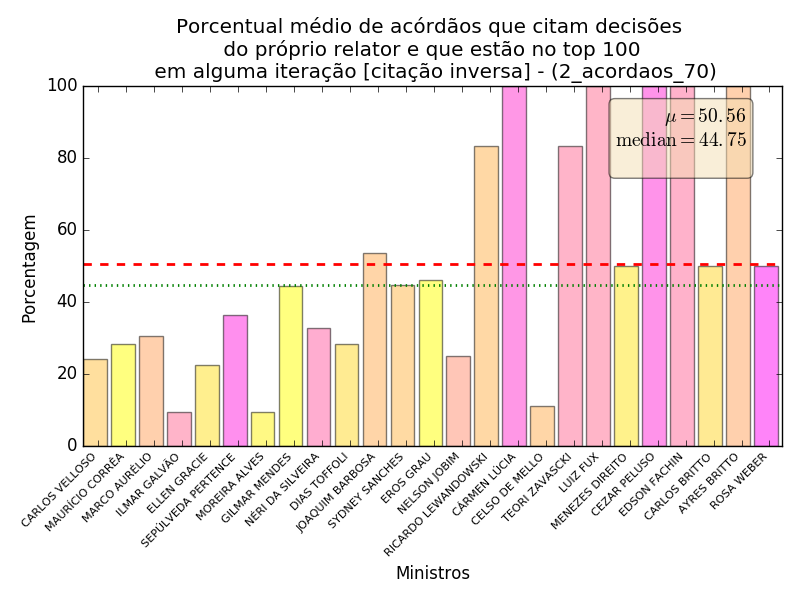 Porcentual médio de acórdãos que citam decisões
do próprio relator e que estão no top 100
em alguma iteração [citação inversa] - (2_acordaos_70)
100
80
60
40
20
0
Porcentagem
μ = 50.56
median = 44.75
CARLOS VELLOSO
MAURÍCIO CORRÊA
MARCO AURÉLIO
ILMAR GALVÃO
ELLEN GRACIE
SEPÚLVEDA PERTENCE
MOREIRA ALVES
GILMAR MENDES
NÉRI DA SILVEIRA
DIAS TOFFOLI
JOAQUIM BARBOSA
SYDNEY SANCHES
EROS GRAU
NELSON JOBIM
RICARDO LEWANDOWSKI
CÁRMEN LÚCIA
CELSO DE MELLO
TEORI ZAVASCKI
LUIZ FUX
MENEZES DIREITO
CEZAR PELUSO
EDSON FACHIN
CARLOS BRITTO
AYRES BRITTO
ROSA WEBER
Ministros